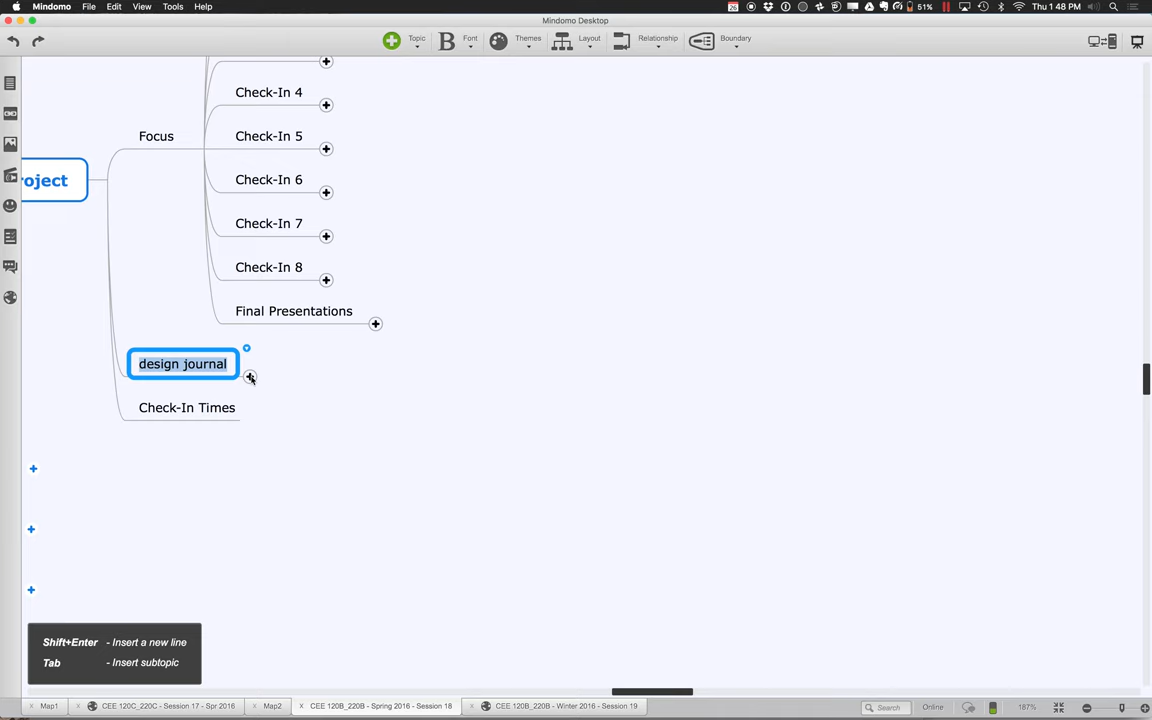 Mindomo File Edit View Tools Help
26 51% Thu 1:48 PM
Mindomo Desktop
Topic Font Themes Layout Relationship Boundary
Check-In 4
Focus
Check-In 5
roject
Check-In 6
Check-In 7
Check-In 8
Final Presentations
design journal
Check-In Times
Shift+Enter - Insert a new line
Tab - Insert subtopic
x Map1 x CEE 120C_220C - Session 17 - Spr 2016 x Map2 x CEE 120B_220B - Spring 2016 - Session 18 x CEE 120B_220B - Winter 2016 - Session 19 Search Online 187%